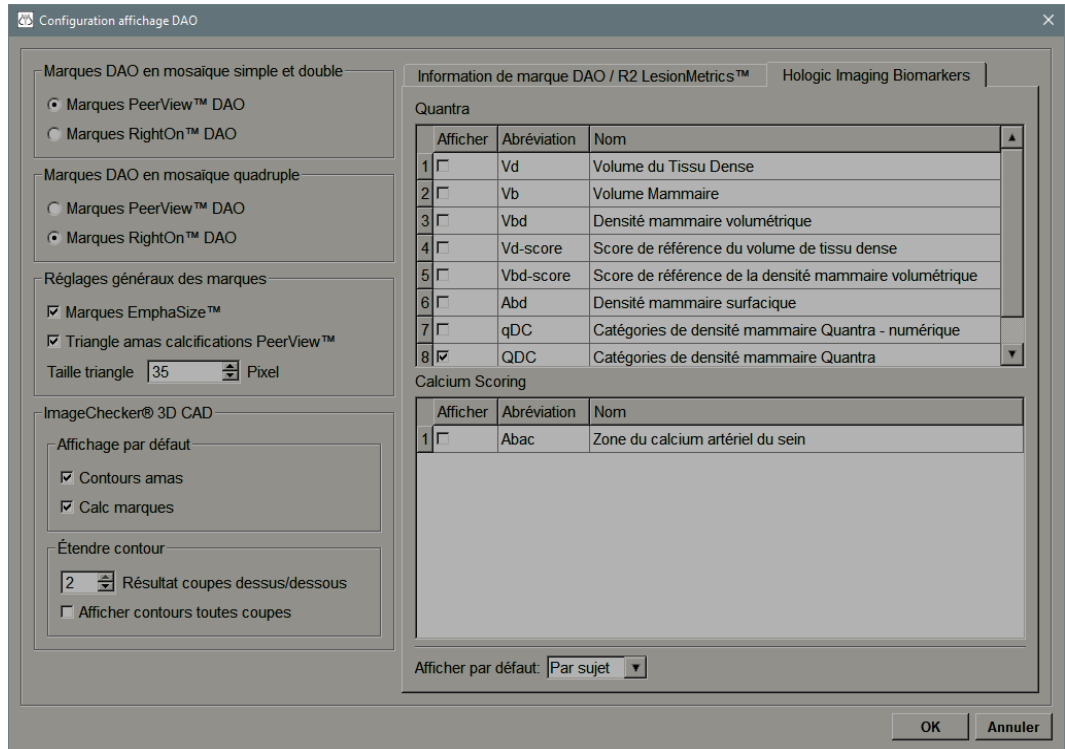 Configuration affichage DAO
Marques DAO en mosaïque simple et double
Marques PeerView™ DAO
Marques RightOn™ DAO
Marques DAO en mosaïque quadruple
Marques PeerView™ DAO
Marques RightOn™ DAO
Réglages généraux des marques
Marques EmphaSize™
Triangle amas calcifications PeerView™
Taille triangle 35 Pixel
ImageChecker® 3D CAD
Affichage par défaut
Contours amas
Calc marques
Étendre contour
2 Résultat coupes dessus/dessous
Afficher contours toutes coupes
Information de marque DAO / R2 LesionMetrics™ Hologic Imaging Biomarkers
Quantra
Afficher Abréviation Nom
1 Vd Volume du Tissu Dense
2 Vb Volume Mammaire
3 Vbd Densité mammaire volumétrique
4 Vd-score Score de référence du volume de tissu dense
5 Vbd-score Score de référence de la densité mammaire volumétrique
6 Abd Densité mammaire surfacique
7 qDC Catégories de densité mammaire Quantra - numérique
8 QDC Catégories de densité mammaire Quantra
Calcium Scoring
Afficher Abréviation Nom
1 Abac Zone du calcium artériel du sein
Afficher par défaut: Par sujet
OK Annuler